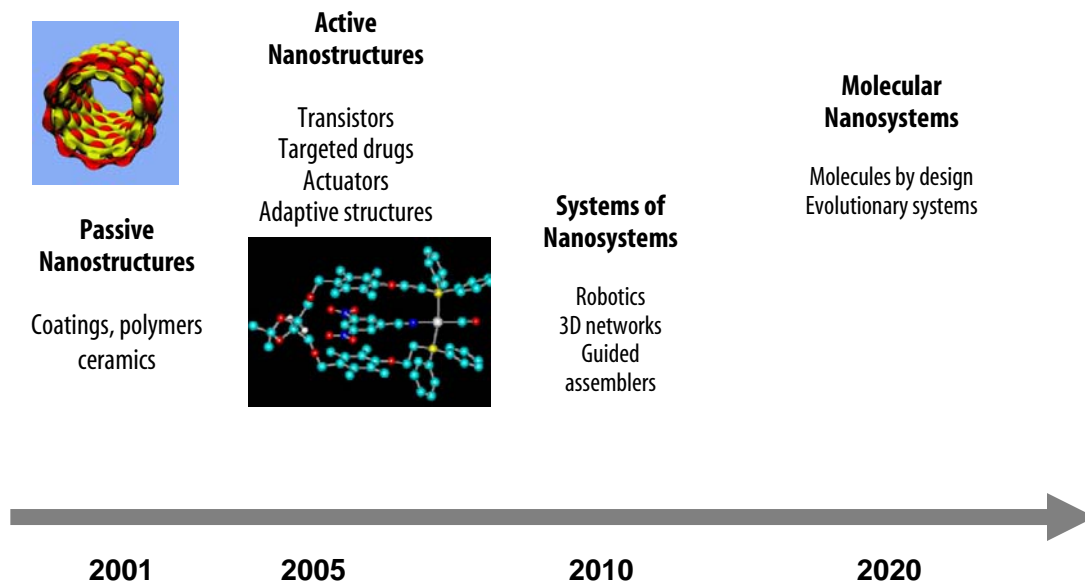 Passive
Nanostructures
Coatings, polymers
ceramics
Active
Nanostructures
Transistors
Targeted drugs
Actuators
Adaptive structures
Systems of
Nanosystems
Robotics
3D networks
Guided
assemblers
Molecular
Nanosystems
Molecules by design
Evolutionary systems
2001
2005
2010
2020